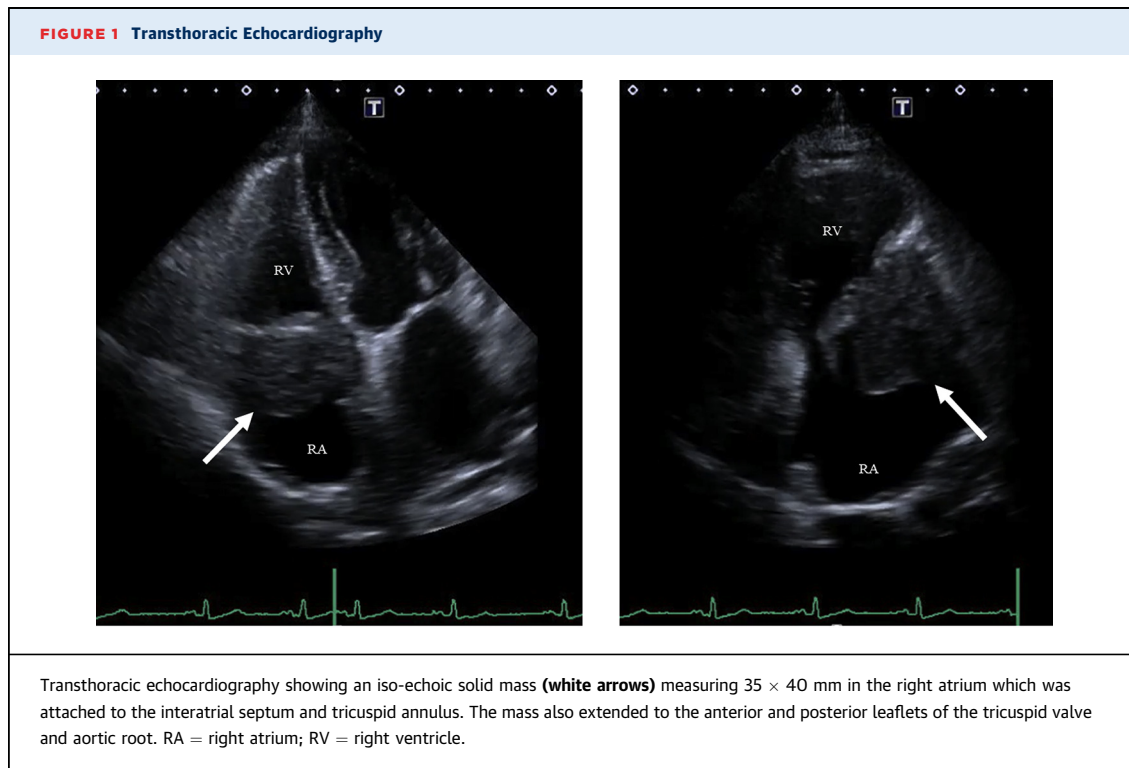 FIGURE 1 Transthoracic Echocardiography
T
T
RV
RV
RA
RA
Transthoracic echocardiography showing an iso-echoic solid mass (white arrows) measuring 35 × 40 mm in the right atrium which was
attached to the interatrial septum and tricuspid annulus. The mass also extended to the anterior and posterior leaflets of the tricuspid valve
and aortic root. RA = right atrium; RV = right ventricle.